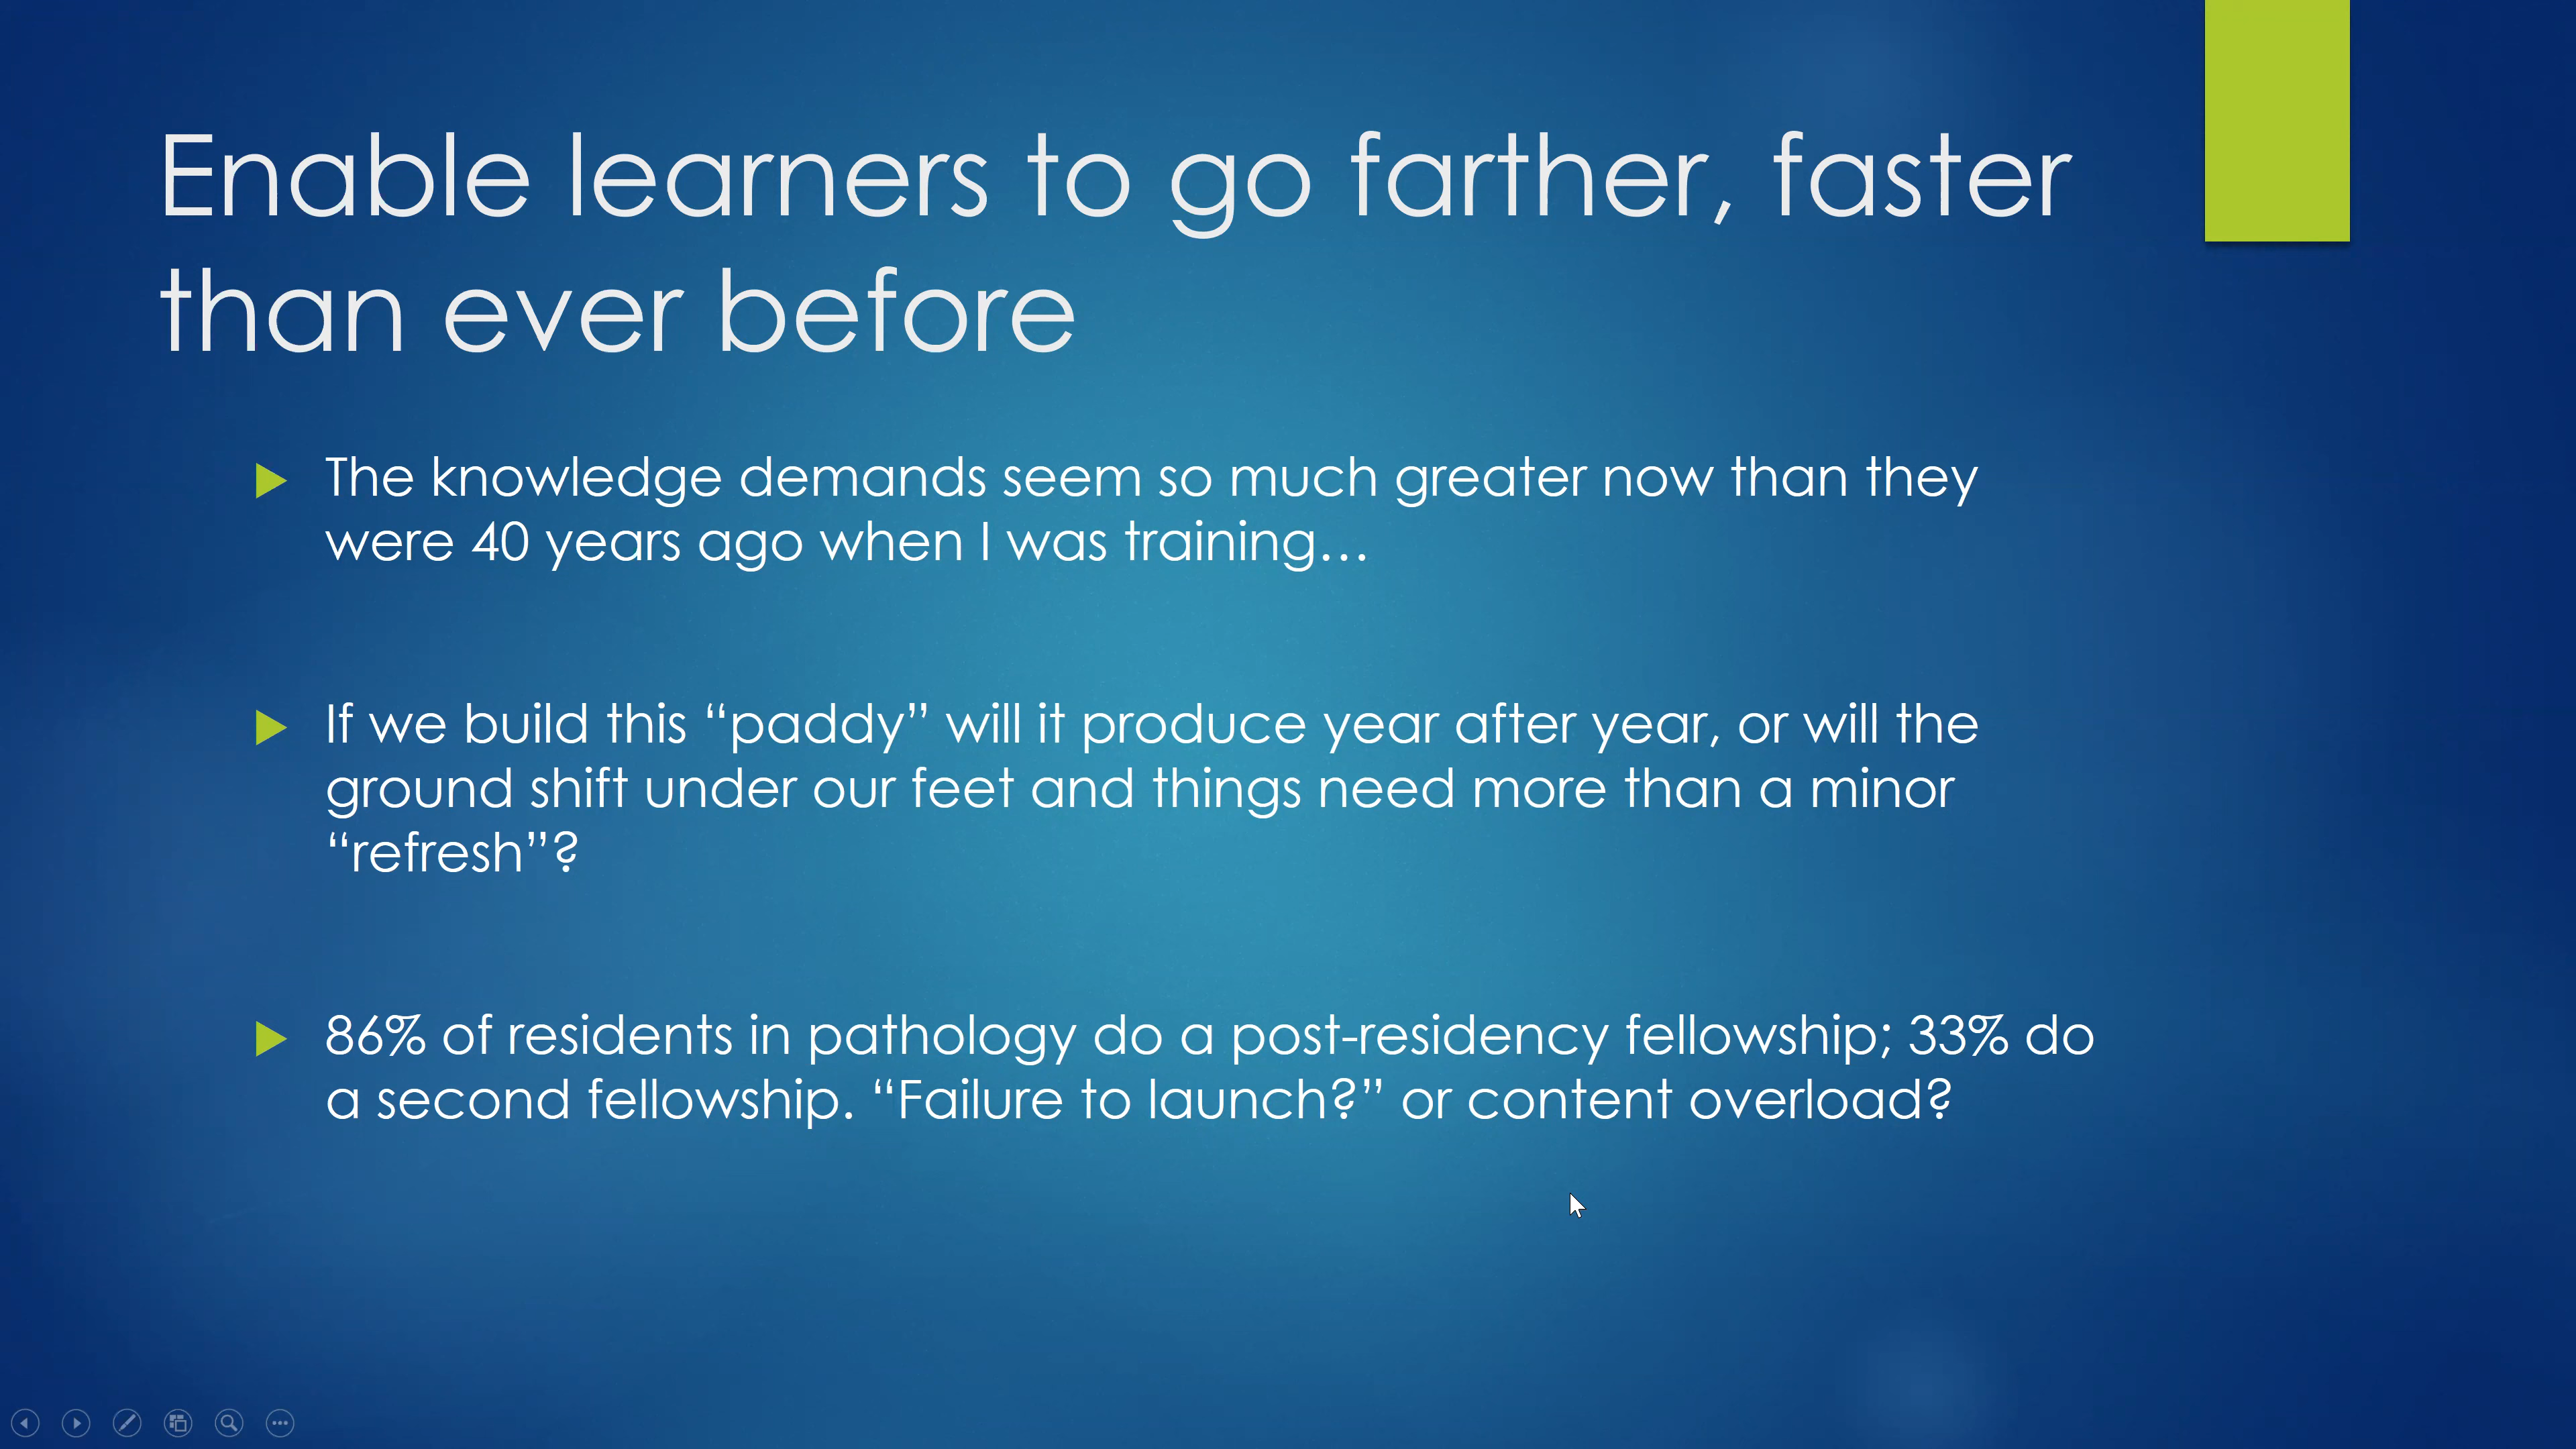 Enable learners to go farther, faster
than ever before
The knowledge demands seem so much greater now than they
were 40 years ago when I was training…
If we build this “paddy” will it produce year after year, or will the
ground shift under our feet and things need more than a minor
“refresh”?
86% of residents in pathology do a post-residency fellowship; 33% do
a second fellowship. “Failure to launch?” or content overload?